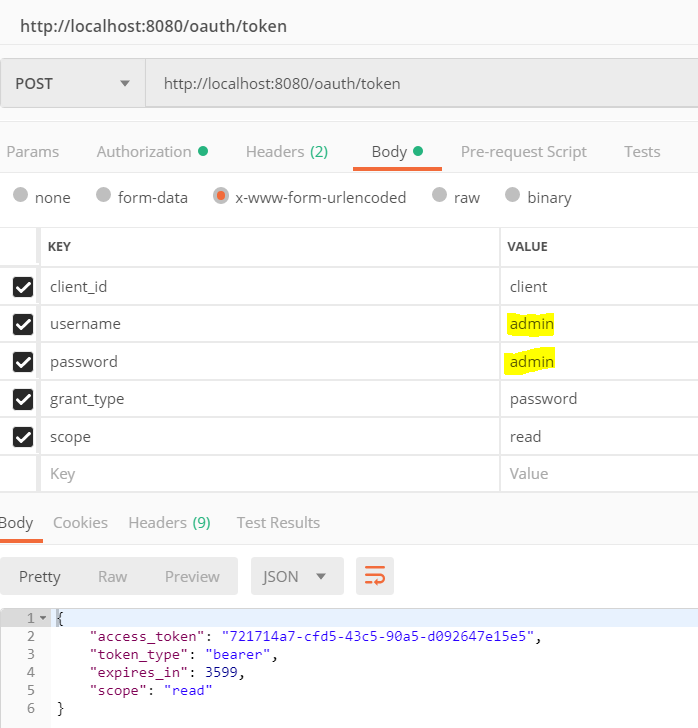 http://localhost:8080/oauth/token
POST http://localhost:8080/oauth/token
Params Authorization Headers (2) Body Pre-request Script Tests
none form-data x-www-form-urlencoded raw binary
KEY VALUE
client_id client
username admin
password admin
grant_type password
scope read
Key Value
Body Cookies Headers (9) Test Results
Pretty Raw Preview JSON
1 {
2 "access_token": "721714a7-cfd5-43c5-90a5-d092647e15e5",
3 "token_type": "bearer",
4 "expires_in": 3599,
5 "scope": "read"
6 }